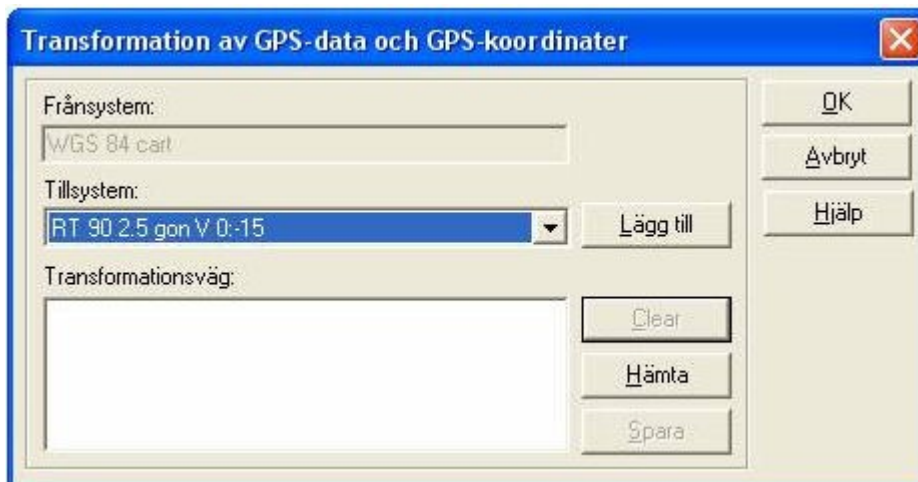 Transformation av GPS-data och GPS-koordinater
Frånsystem:
WGS 84 cart
Tillsystem:
RT 90 2.5 gon V 0:-15
Lägg till
Transformationsväg:
Clear
Hämta
Spara
OK
Avbryt
Hjälp